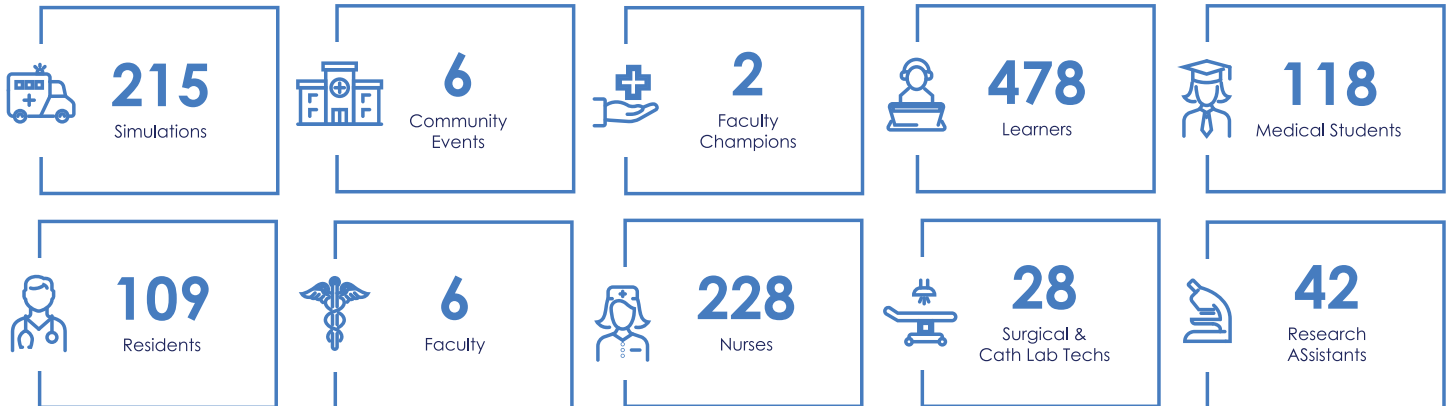 215
Simulations
6
Community
Events
2
Faculty
Champions
478
Learners
118
Medical Students
109
Residents
6
Faculty
228
Nurses
28
Surgical &
Cath Lab Techs
42
Research
ASsistants